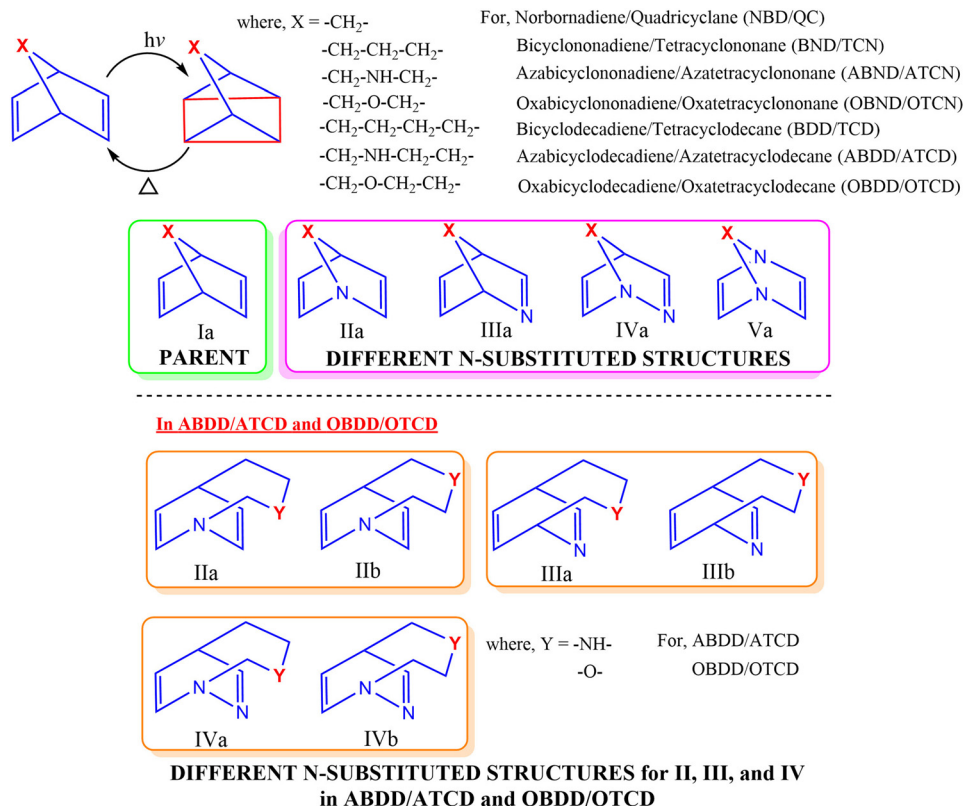 where, X = -CH₂-
For, Norbornadiene/Quadricyclane (NBD/QC)
-CH₂-CH₂-CH₂-
Bicyclononadiene/Tetracyclononane (BND/TCN)
-CH₂-NH-CH₂-
Azabicyclononadiene/Azatetracyclononane (ABND/ATCN)
-CH₂-O-CH₂-
Oxabicyclononadiene/Oxatetracyclononane (OBND/OTCN)
-CH₂-CH₂-CH₂-CH₂-
Bicyclodecadiene/Tetracyclodecane (BDD/TCD)
-CH₂-NH-CH₂-CH₂-
Azabicyclodecadiene/Azatetracyclodecane (ABDD/ATCD)
-CH₂-O-CH₂-CH₂-
Oxabicyclodecadiene/Oxatetracyclodecane (OBDD/OTCD)
X
hν
X
△
X
Ia
PARENT
X
N
IIa
X
N
IIIa
X
N
N
IVa
X
N
N
Va
DIFFERENT N-SUBSTITUTED STRUCTURES
In ABDD/ATCD and OBDD/OTCD
N
Y
IIa
N
Y
IIb
Y
N
IIIa
Y
N
IIIb
N
Y
N
IVa
N
Y
N
IVb
where, Y = -NH-
For, ABDD/ATCD
-O-
OBDD/OTCD
DIFFERENT N-SUBSTITUTED STRUCTURES for II, III, and IV
in ABDD/ATCD and OBDD/OTCD